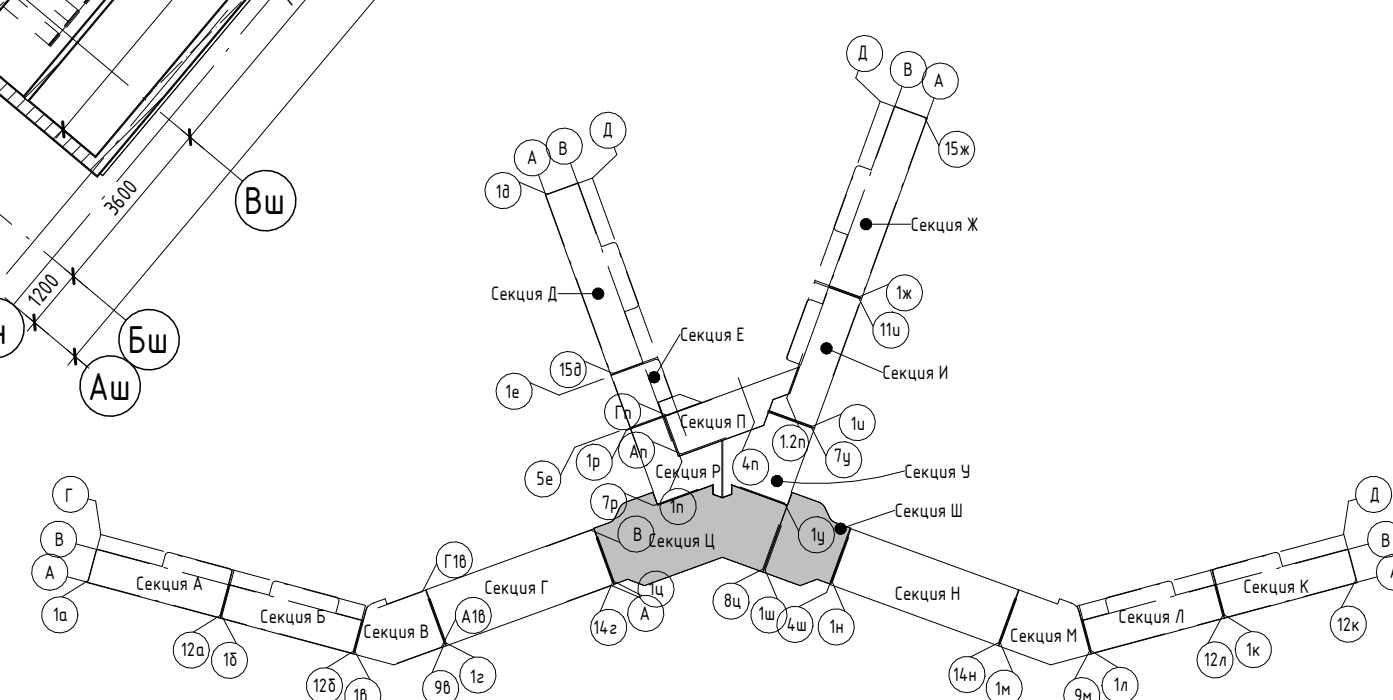 Д
В
А
15ж
А
В
Д
1д
3600
Вш
Секция Ж
1200
Бш
Аш
Секция Д
1ж
11и
Секция Е
Секция И
15д
1е
Гп
Секция П
1и
1.2п
7у
5е
1р
Ап
Секция Р
4п
Секция У
7р
1п
Секция Ш
Г
Д
В
Секция Ц
1у
В
А
В
Секция А
Г1в
Секция Г
1ц
Секция К
1а
Секция Б
А1в
А
8ц
1ш
4ш
1н
Секция Н
Секция Л
12к
Секция В
14г
Секция М
12а
1б
12л
1к
12б
1в
9в
1г
14н
1м
9м
1л